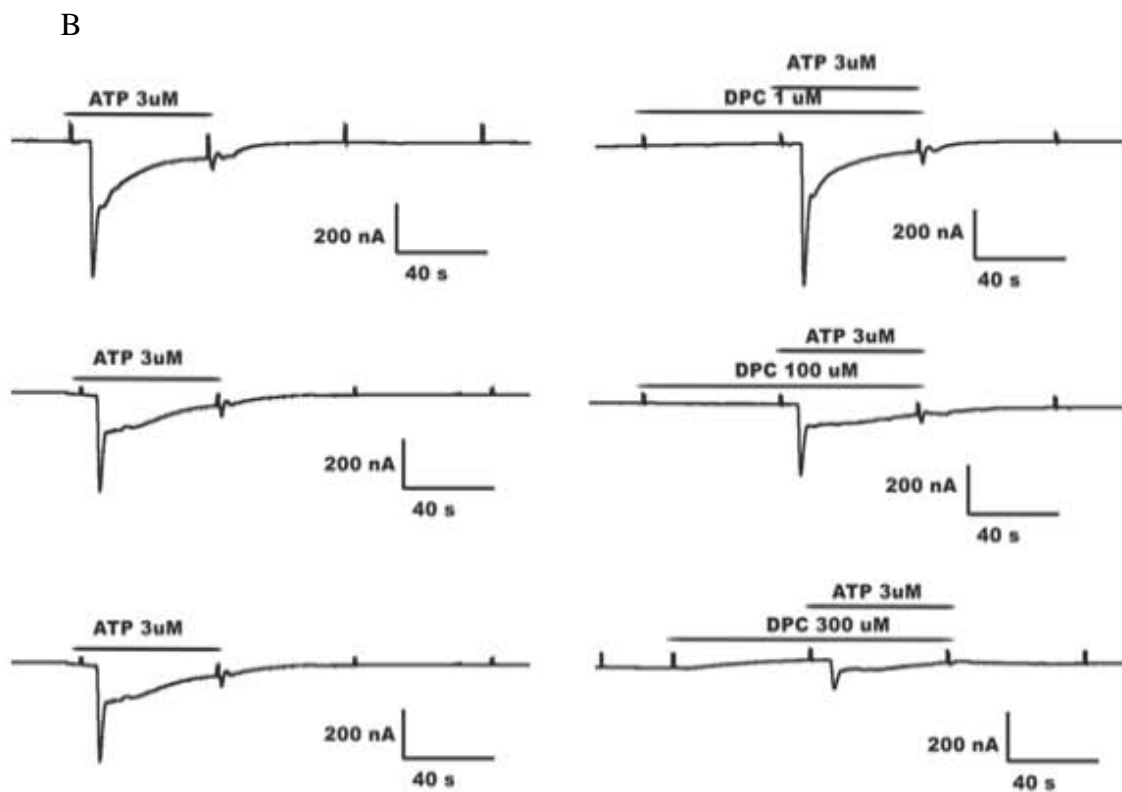 B
ATP 3uM
200 nA
40 s
ATP 3uM
DPC 1 uM
200 nA
40 s
ATP 3uM
200 nA
40 s
ATP 3uM
DPC 100 uM
200 nA
40 s
ATP 3uM
200 nA
40 s
ATP 3uM
DPC 300 uM
200 nA
40 s